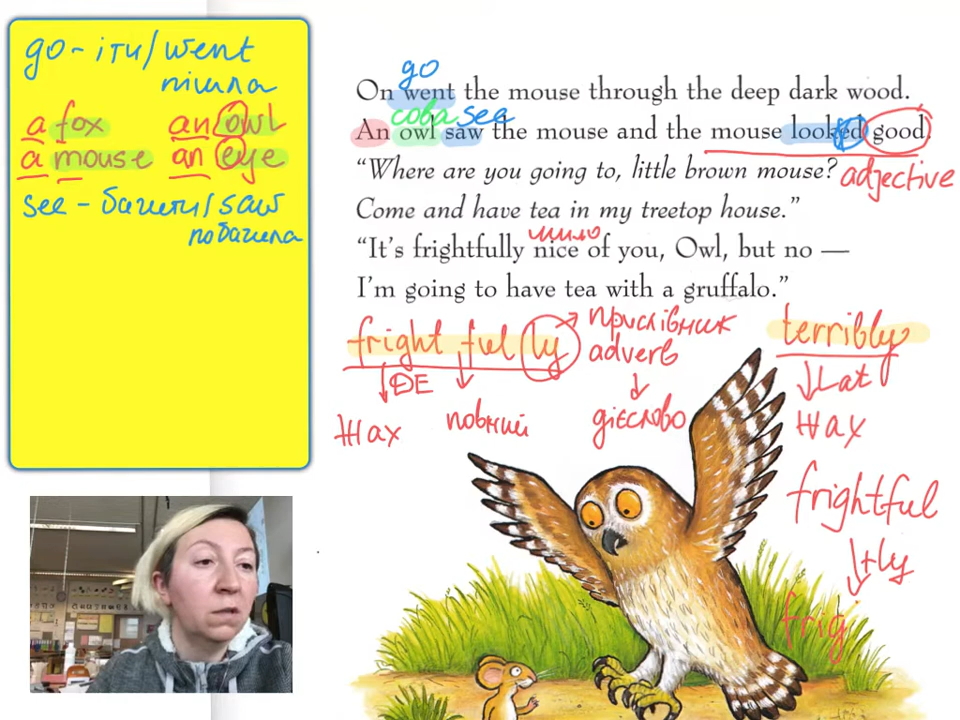 go - іти/went
пішла
a fox an owl
a mouse an eye
see - бачити/saw
побачила
go
On went the mouse through the deep dark wood.
сова see
An owl saw the mouse and the mouse looked good.
"Where are you going to, little brown mouse?
adjective
Come and have tea in my treetop house."
мило
"It's frightfully nice of you, Owl, but no —
I'm going to have tea with a gruffalo."
frightfully
прислівник
adverb
terribly
DE
Lat
Жах
повний
дієслово
жах
frightful
+ly
frig